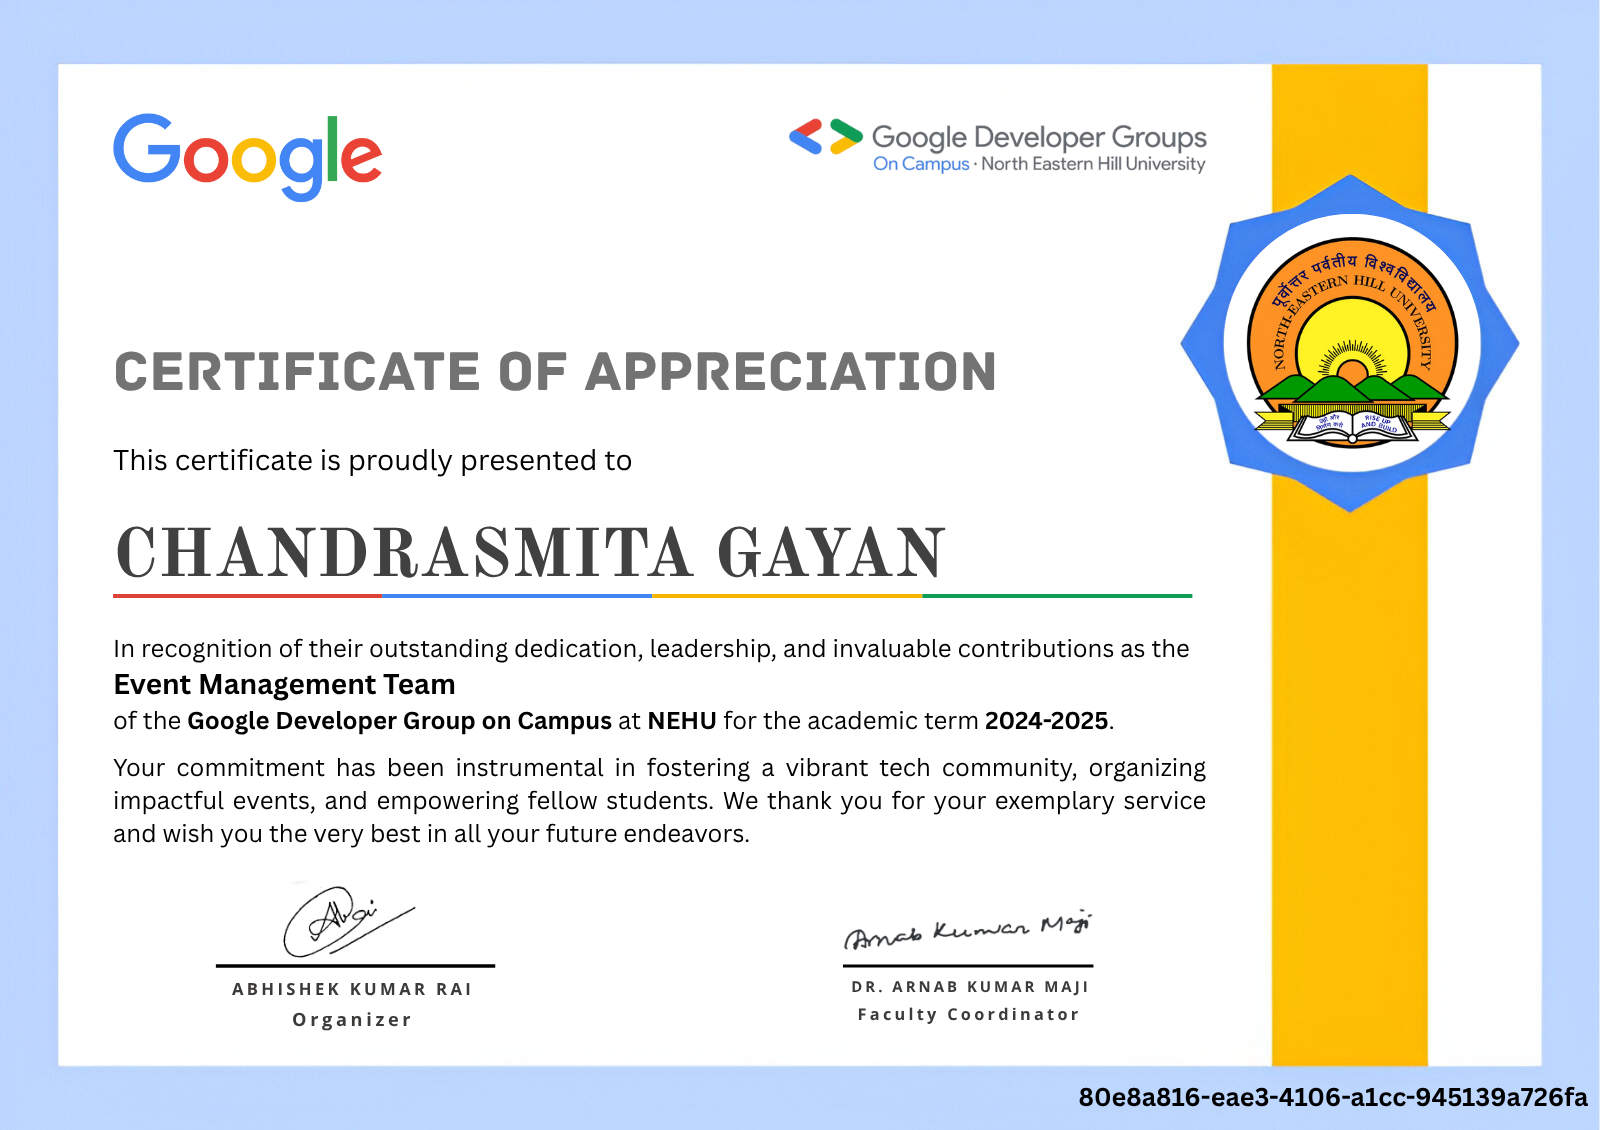 Google
Google Developer Groups
On Campus · North Eastern Hill University
पूर्वोत्तर पर्वतीय विश्वविद्यालय
NORTH-EASTERN HILL UNIVERSITY
उठो और
निर्माण करो
RISE UP
AND BUILD
CERTIFICATE OF APPRECIATION
This certificate is proudly presented to
CHANDRASMITA GAYAN
In recognition of their outstanding dedication, leadership, and invaluable contributions as the
Event Management Team
of the Google Developer Group on Campus at NEHU for the academic term 2024-2025.
Your commitment has been instrumental in fostering a vibrant tech community, organizing
impactful events, and empowering fellow students. We thank you for your exemplary service
and wish you the very best in all your future endeavors.
Abhi
Arnab Kumar Maji
ABHISHEK KUMAR RAI
Organizer
DR. ARNAB KUMAR MAJI
Faculty Coordinator
80e8a816-eae3-4106-a1cc-945139a726fa